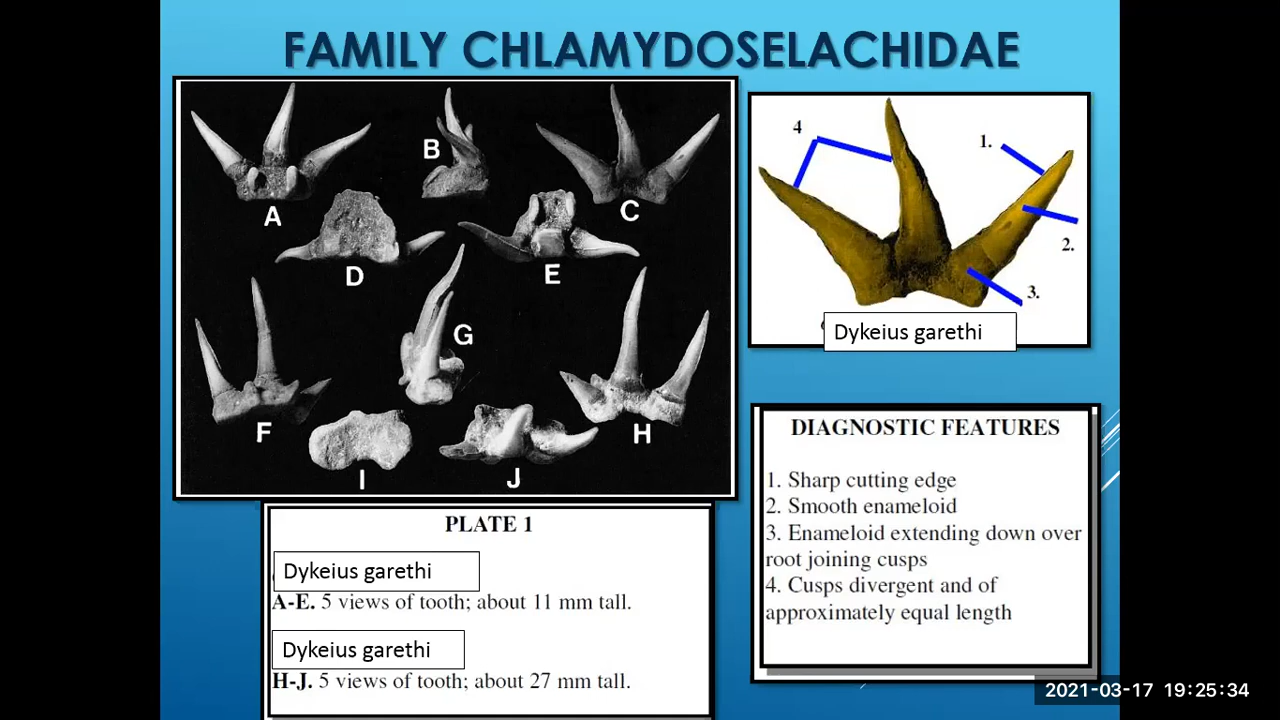 FAMILY CHLAMYDOSELACHIDAE
A
B
C
D
E
F
G
H
I
J
4
1.
2.
3.
Dykeius garethi
PLATE 1
Dykeius garethi
A-E. 5 views of tooth; about 11 mm tall.
Dykeius garethi
H-J. 5 views of tooth; about 27 mm tall.
DIAGNOSTIC FEATURES
1. Sharp cutting edge
2. Smooth enameloid
3. Enameloid extending down over
root joining cusps
4. Cusps divergent and of
approximately equal length
2021-03-17 19:25:34